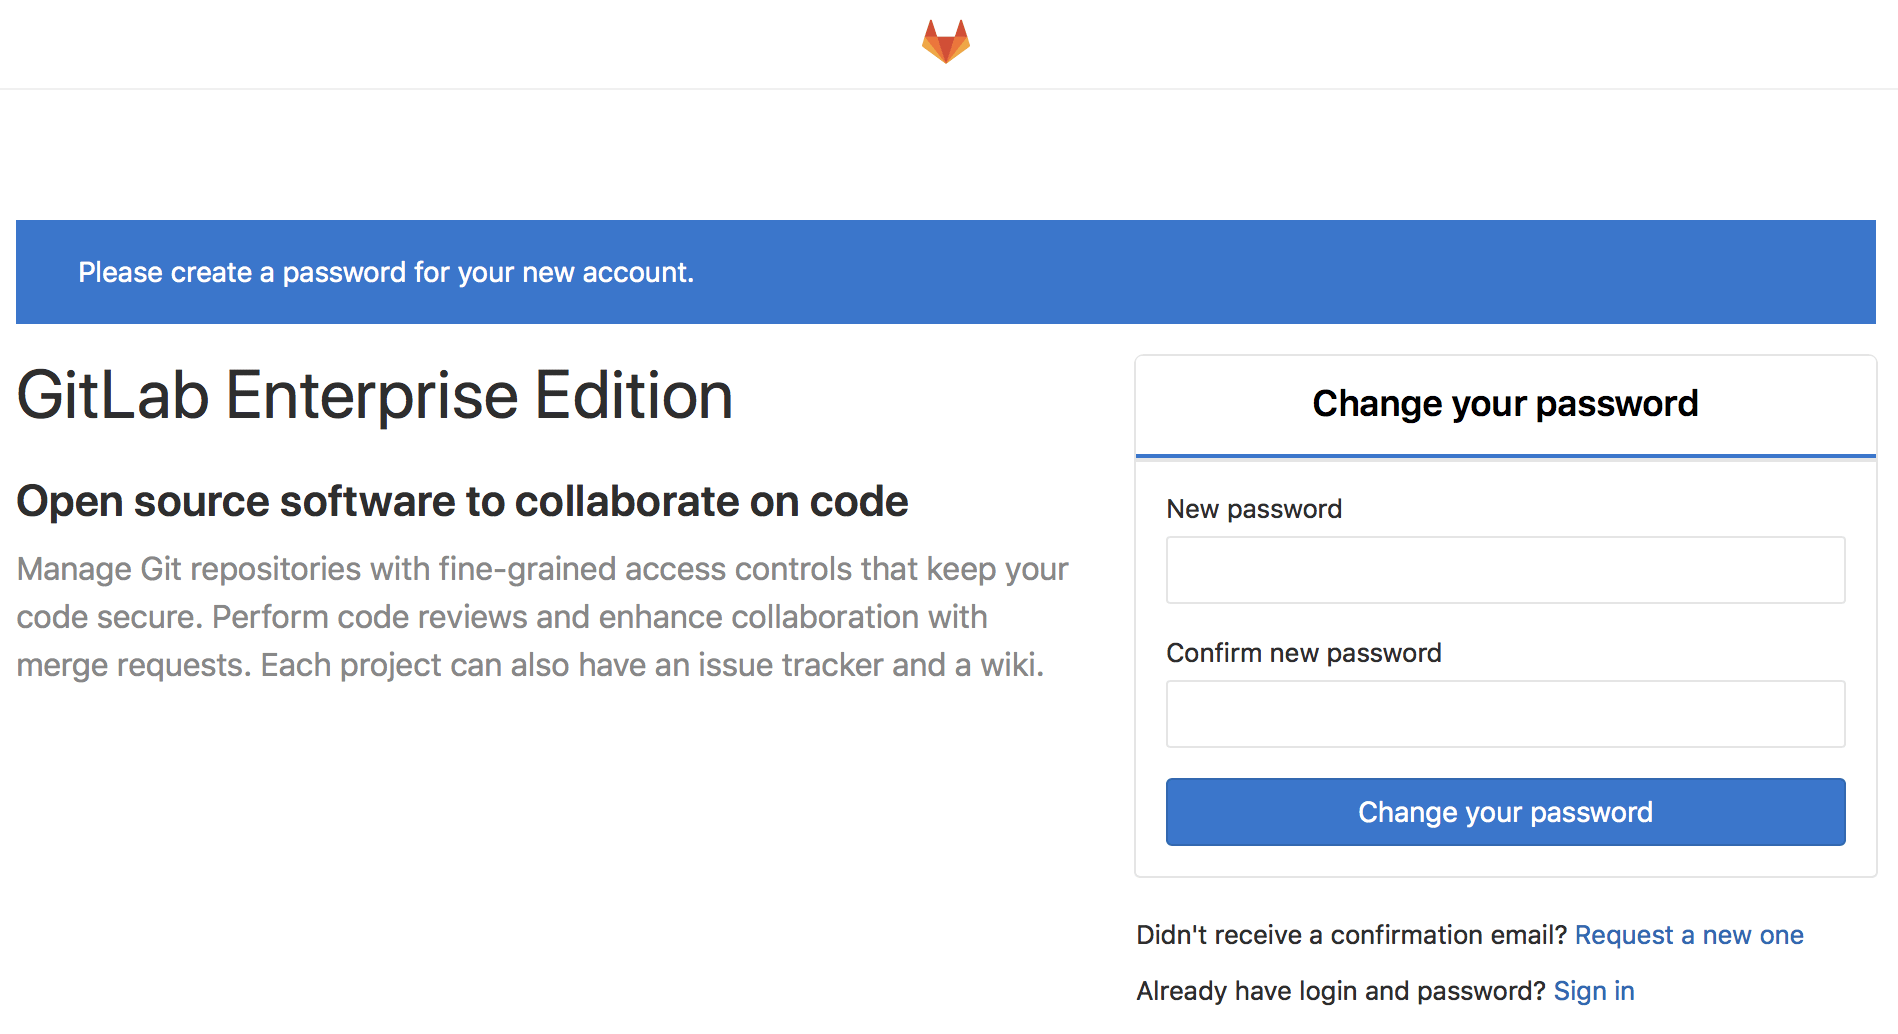 Please create a password for your new account.
GitLab Enterprise Edition
Open source software to collaborate on code
Manage Git repositories with fine-grained access controls that keep your
code secure. Perform code reviews and enhance collaboration with
merge requests. Each project can also have an issue tracker and a wiki.
Change your password
New password
Confirm new password
Change your password
Didn't receive a confirmation email? Request a new one
Already have login and password? Sign in